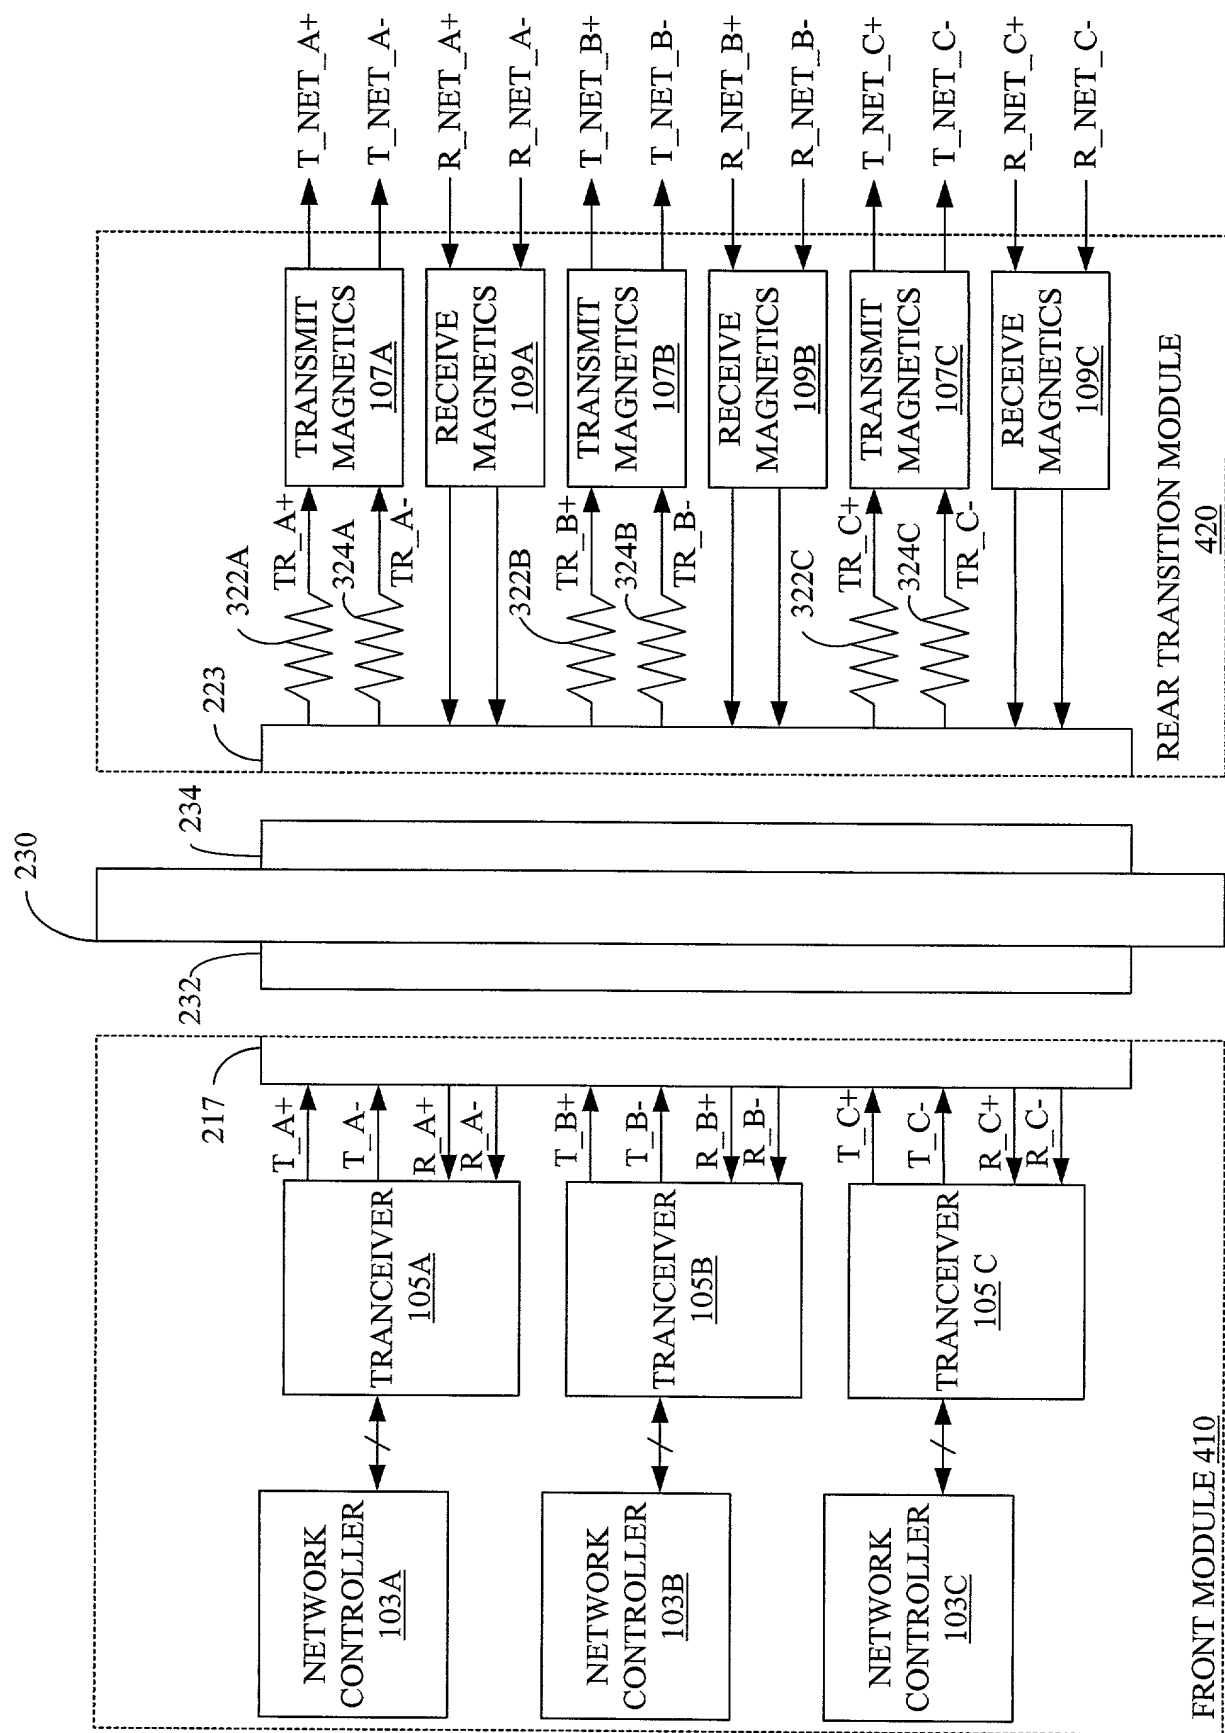 FRONT MODULE 410
NETWORK
CONTROLLER
103A
TRANCEIVER
105A
T_A+
T_A-
R_A+
R_A-
NETWORK
CONTROLLER
103B
TRANCEIVER
105B
T_B+
T_B-
R_B+
R_B-
NETWORK
CONTROLLER
103C
TRANCEIVER
105 C
T_C+
T_C-
R_C+
R_C-
217
232
230
234
223
322A
TR_A+
324A
TR_A-
TRANSMIT
MAGNETICS
107A
T_NET_A+
T_NET_A-
RECEIVE
MAGNETICS
109A
R_NET_A+
R_NET_A-
322B
TR_B+
324B
TR_B-
TRANSMIT
MAGNETICS
107B
T_NET_B+
T_NET_B-
RECEIVE
MAGNETICS
109B
R_NET_B+
R_NET_B-
322C
TR_C+
324C
TR_C-
TRANSMIT
MAGNETICS
107C
T_NET_C+
T_NET_C-
RECEIVE
MAGNETICS
109C
R_NET_C+
R_NET_C-
REAR TRANSITION MODULE
420